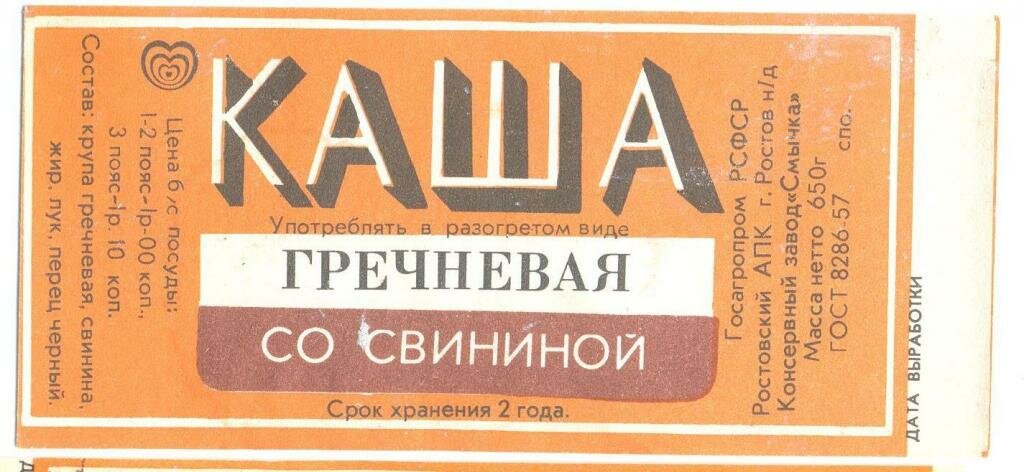 КАША
Употреблять в разогретом виде
ГРЕЧНЕВАЯ
СО СВИНИНОЙ
Срок хранения 2 года.
Цена б/с посуды:
1-2 пояс-1р-00 коп.,
3 пояс-1р. 10 коп.
Состав: крупа гречневая, свинина,
жир. лук, перец черный.
Госагропром РСФСР
Ростовский АПК г. Ростов н/д
Консервный завод „Смычка"
Масса нетто 650г
ГОСТ 8286-57 спо.
ДАТА ВЫРАБОТКИ